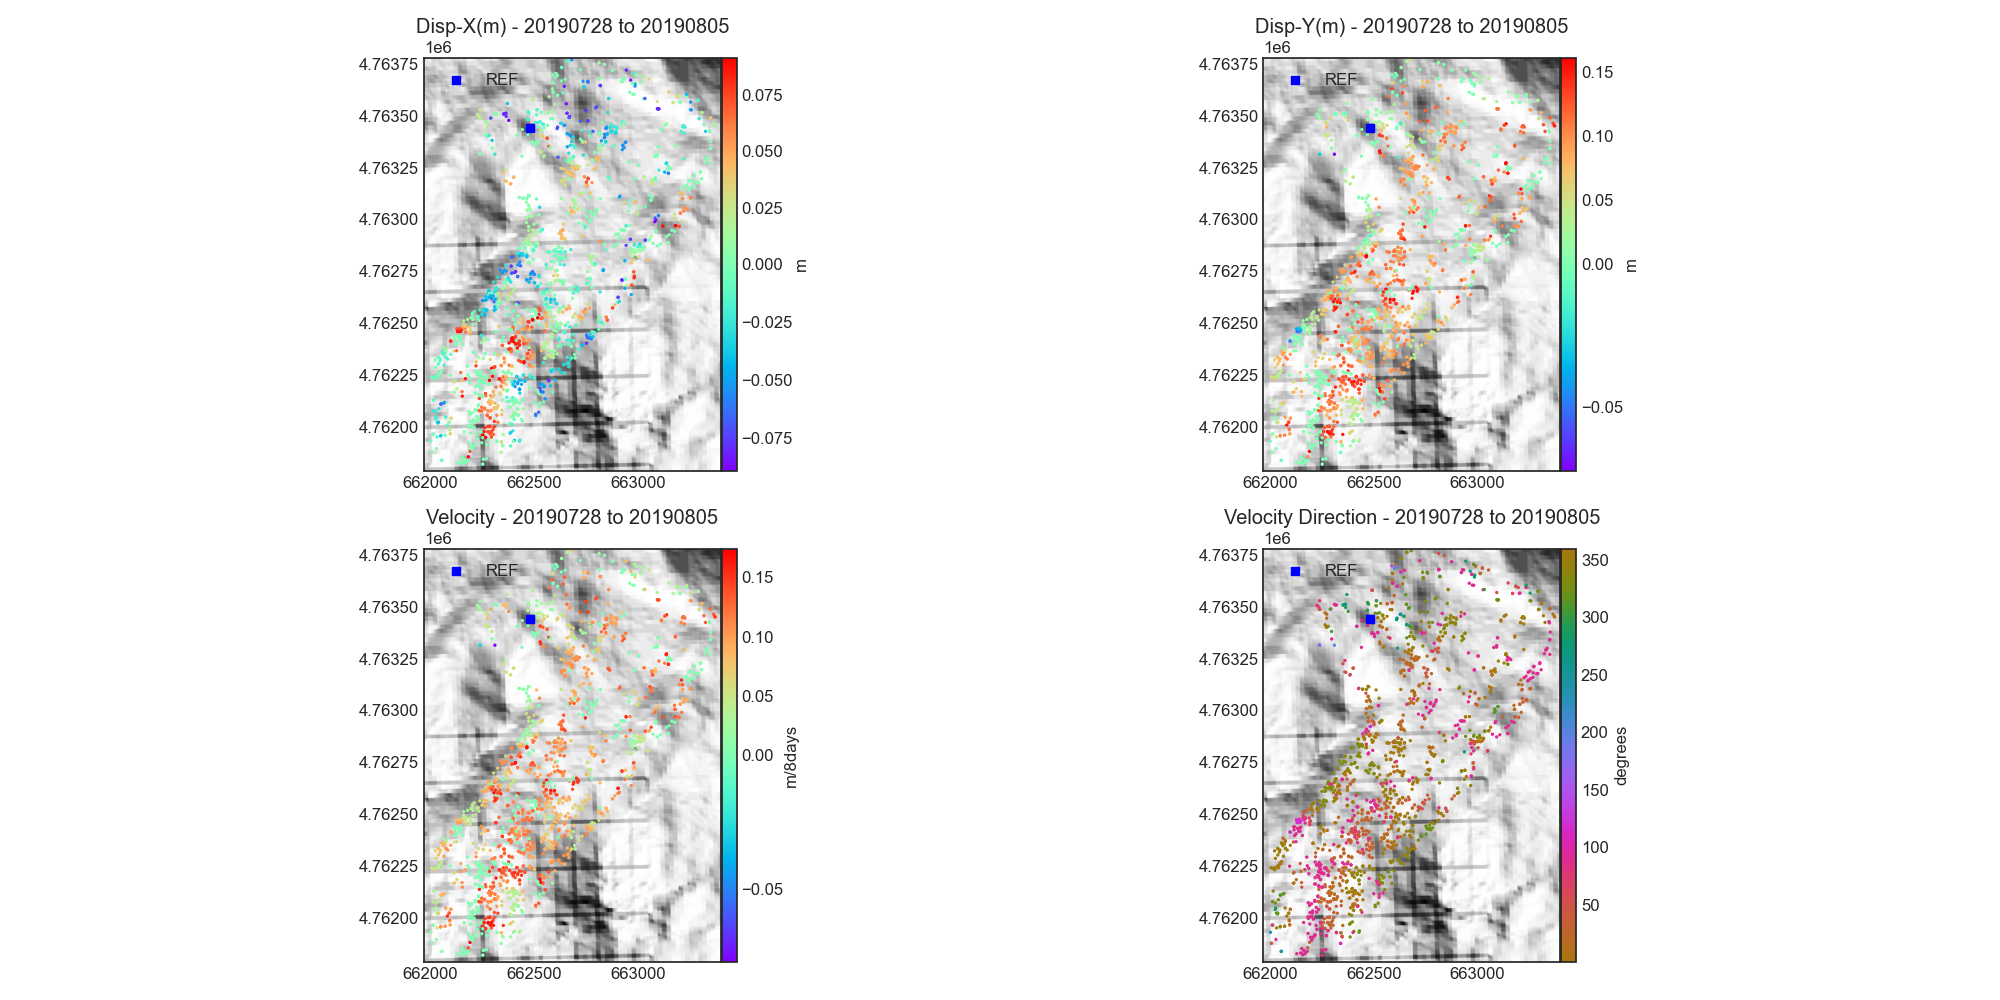 Disp-X(m) - 20190728 to 20190805
1e6
REF
4.76375
4.76350
4.76325
4.76300
4.76275
4.76250
4.76225
4.76200
662000 662500 663000
0.075
0.050
0.025
0.000
−0.025
−0.050
−0.075
m
Disp-Y(m) - 20190728 to 20190805
1e6
REF
4.76375
4.76350
4.76325
4.76300
4.76275
4.76250
4.76225
4.76200
662000 662500 663000
0.15
0.10
0.05
0.00
−0.05
m
Velocity - 20190728 to 20190805
1e6
REF
4.76375
4.76350
4.76325
4.76300
4.76275
4.76250
4.76225
4.76200
662000 662500 663000
0.15
0.10
0.05
0.00
−0.05
m/8days
Velocity Direction - 20190728 to 20190805
1e6
REF
4.76375
4.76350
4.76325
4.76300
4.76275
4.76250
4.76225
4.76200
662000 662500 663000
350
300
250
200
150
100
50
degrees